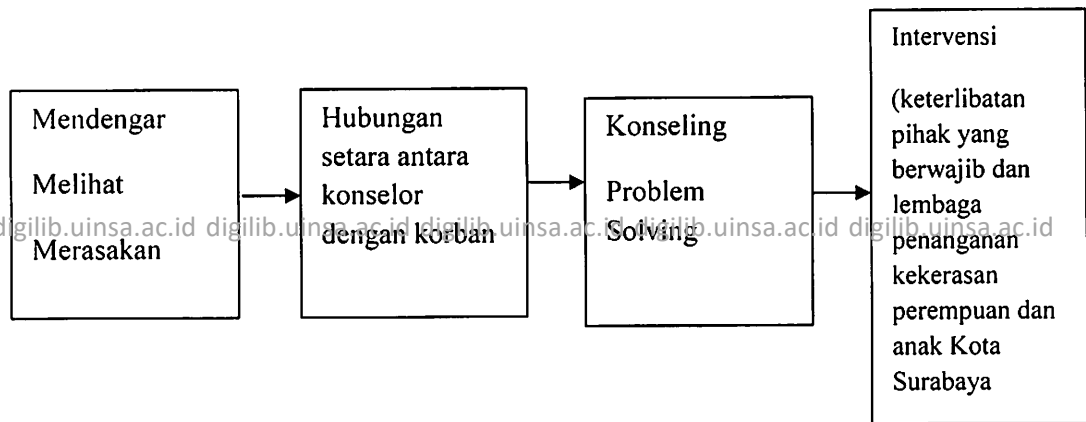 Mendengar
Melihat
Merasakan
Hubungan
setara antara
konselor
dengan korban
Konseling
Problem
Solving
Intervensi
(keterlibatan
pihak yang
berwajib dan
lembaga
penanganan
kekerasan
perempuan dan
anak Kota
Surabaya
digilib.uinsa.ac.id digilib.uinsa.ac.id digilib.uinsa.ac.id digilib.uinsa.ac.id digilib.uinsa.ac.id